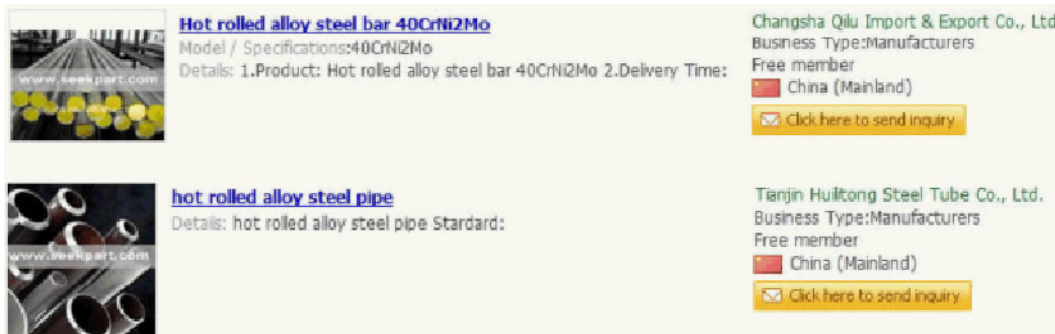 Hot rolled alloy steel bar 40CrNi2Mo
Model / Specifications:40CrNi2Mo
Details: 1.Product: Hot rolled alloy steel bar 40CrNi2Mo 2.Delivery Time:
www.seekpart.com
Changsha Qilu Import & Export Co., Ltd
Business Type:Manufacturers
Free member
China (Mainland)
Click here to send inquiry
hot rolled alloy steel pipe
Details: hot rolled alloy steel pipe Stardard:
www.seekpart.com
Tianjin Huilitong Steel Tube Co., Ltd.
Business Type:Manufacturers
Free member
China (Mainland)
Click here to send inquiry